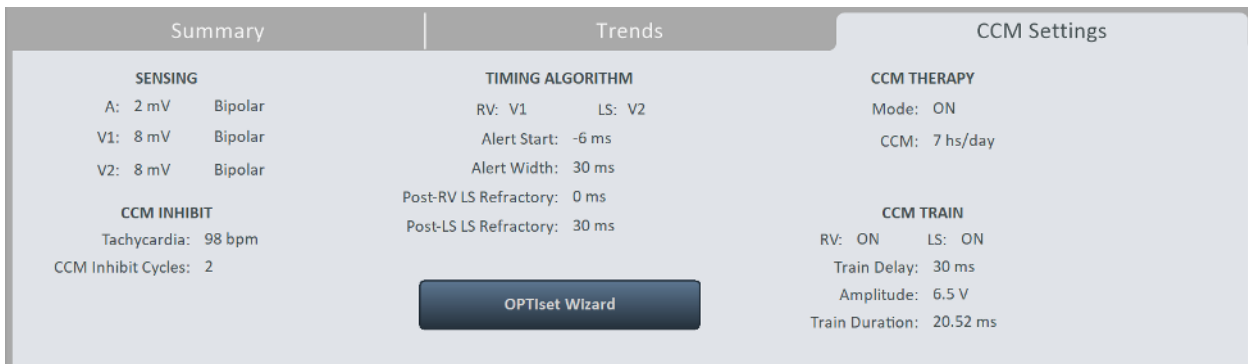 Summary
Trends
CCM Settings
SENSING
A: 2 mV Bipolar
V1: 8 mV Bipolar
V2: 8 mV Bipolar
CCM INHIBIT
Tachycardia: 98 bpm
CCM Inhibit Cycles: 2
TIMING ALGORITHM
RV: V1 LS: V2
Alert Start: -6 ms
Alert Width: 30 ms
Post-RV LS Refractory: 0 ms
Post-LS LS Refractory: 30 ms
OPTIset WIzard
CCM THERAPY
Mode: ON
CCM: 7 hs/day
CCM TRAIN
RV: ON LS: ON
Train Delay: 30 ms
Amplitude: 6.5 V
Train Duration: 20.52 ms